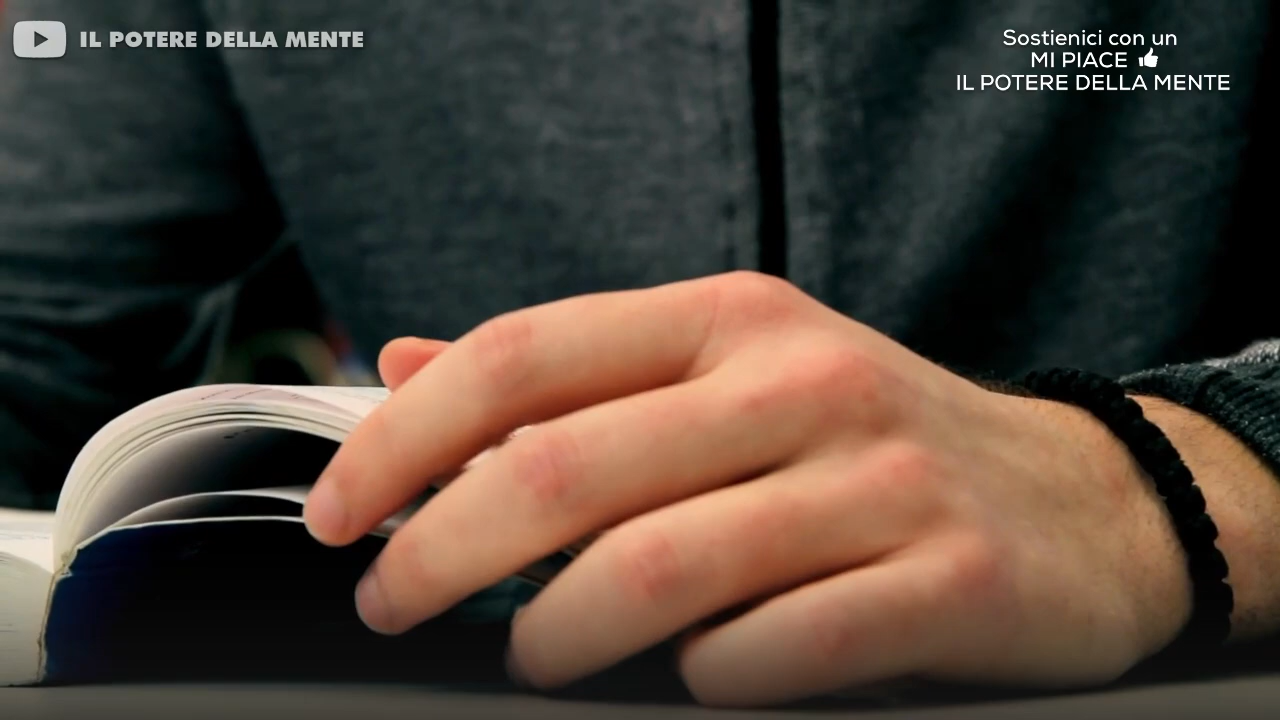 IL POTERE DELLA MENTE
Sostienici con un
MI PIACE
IL POTERE DELLA MENTE